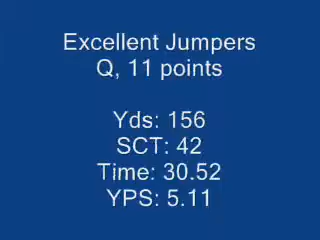 Excellent Jumpers
Q, 11 points
Yds: 156
SCT: 42
Time: 30.52
YPS: 5.11